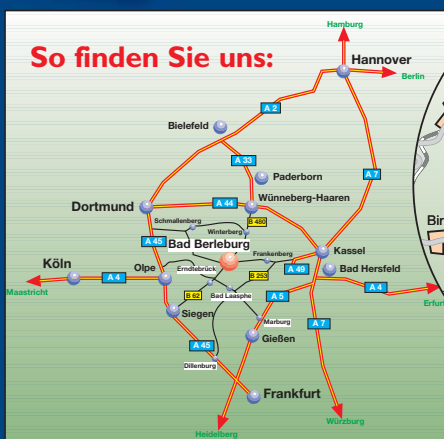 So finden Sie uns:
Hamburg
Hannover
Berlin
A 2
Bielefeld
A 33
A 7
Paderborn
Dortmund
A 44
Wünneberg-Haaren
Schmallenberg
B 480
Winterberg
A 45
Bad Berleburg
Kassel
Frankenberg
Köln
Olpe
Erndtebrück
B 253
A 49
Bad Hersfeld
A 4
Maastricht
B 62
Bad Laasphe
A 5
A 4
Erfurt
Siegen
Marburg
A 7
A 45
Gießen
Dillenburg
Frankfurt
Würzburg
Heidelberg